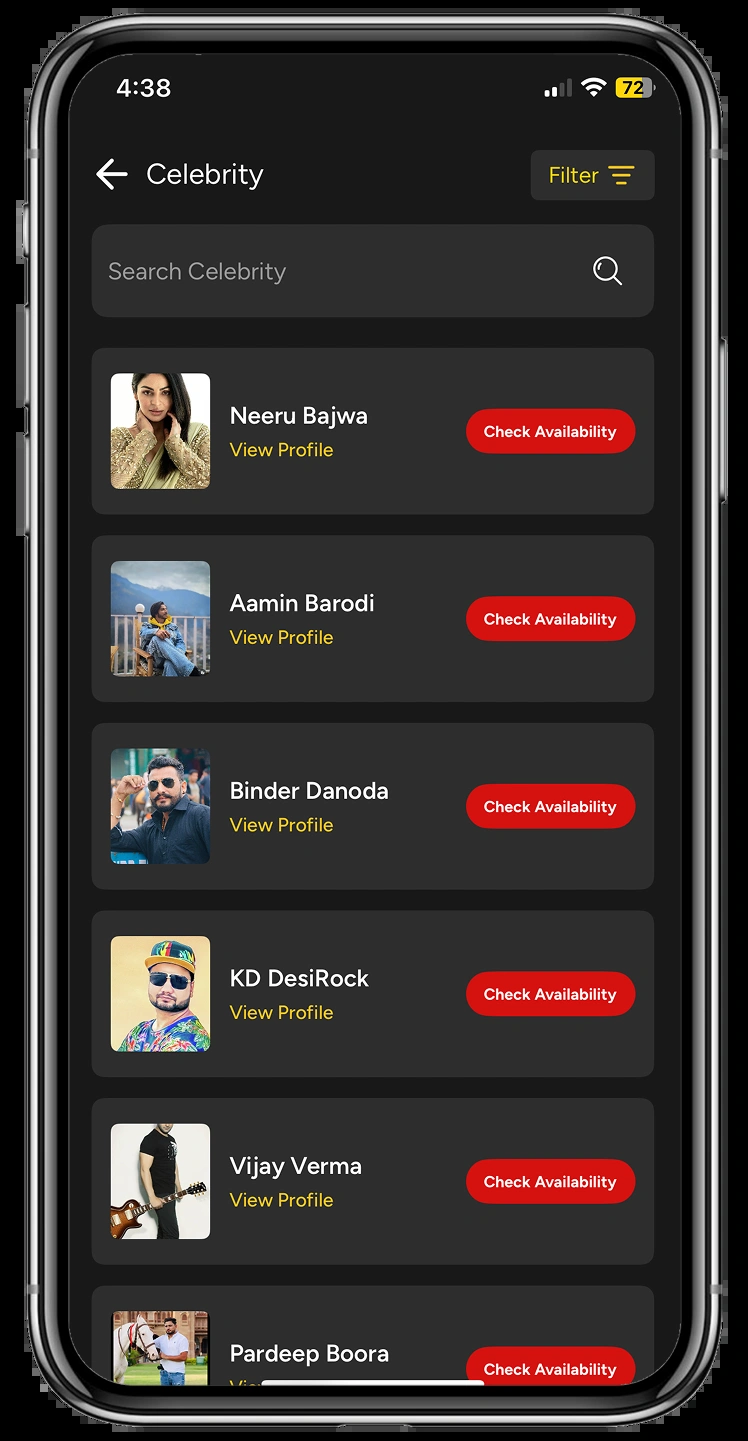 4:38
72
Celebrity
Filter
Search Celebrity
Neeru Bajwa
View Profile
Check Availability
Aamin Barodi
View Profile
Check Availability
Binder Danoda
View Profile
Check Availability
KD DesiRock
View Profile
Check Availability
Vijay Verma
View Profile
Check Availability
Pardeep Boora
Check Availability